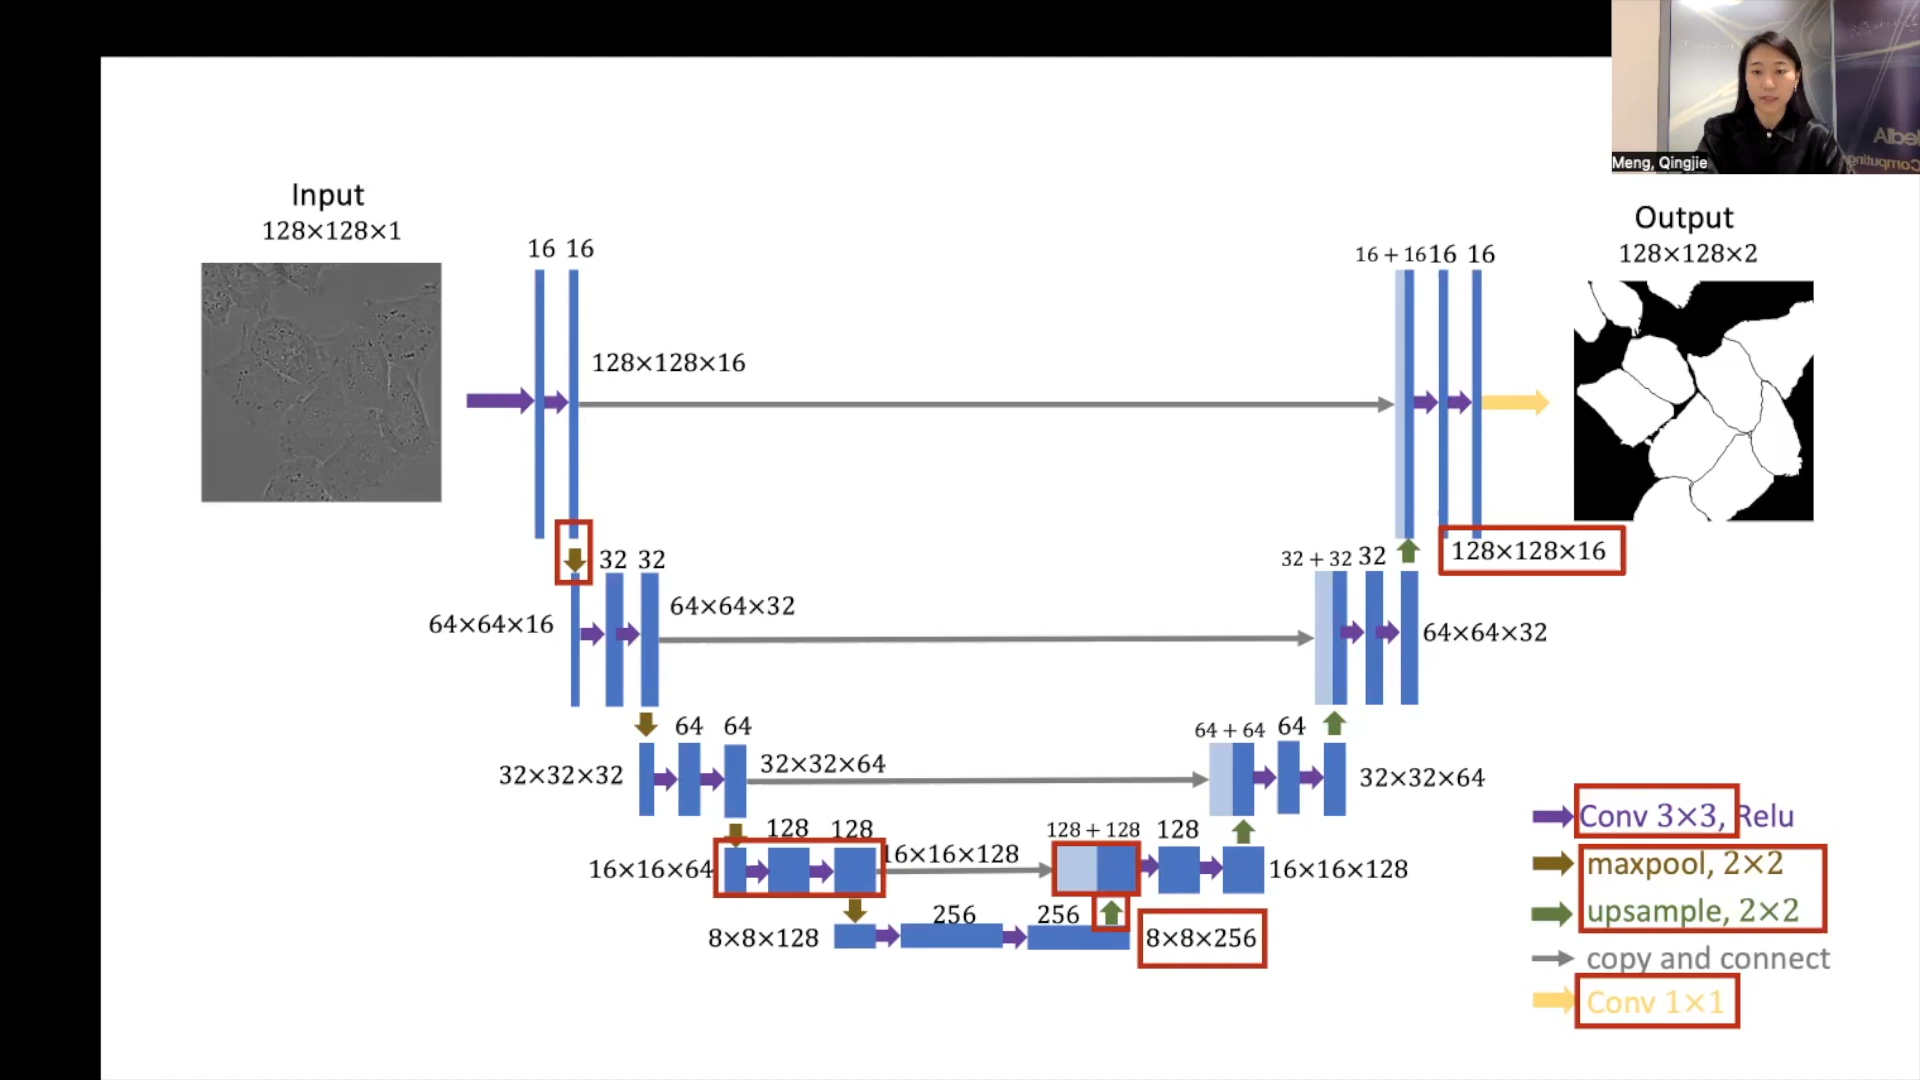 Meng, Qingjie
Input
128×128×1
Output
128×128×2
16 16
16 + 16 16 16
128×128×16
128×128×16
32 32
32 + 32 32
64×64×16
64×64×32
64×64×32
64 64
64 + 64 64
32×32×32
32×32×64
32×32×64
128 128
128 + 128 128
16×16×64
16×16×128
16×16×128
256 256
8×8×128
8×8×256
Conv 3×3, Relu
maxpool, 2×2
upsample, 2×2
copy and connect
Conv 1×1